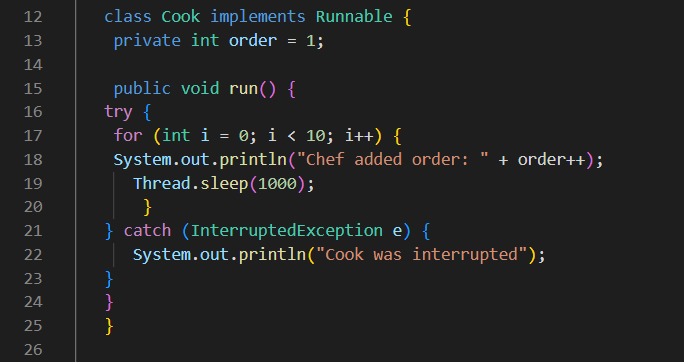 12 class Cook implements Runnable {
13 private int order = 1;
14
15 public void run() {
16 try {
17 for (int i = 0; i < 10; i++) {
18 System.out.println("Chef added order: " + order++);
19 Thread.sleep(1000);
20 }
21 } catch (InterruptedException e) {
22 System.out.println("Cook was interrupted");
23 }
24 }
25 }
26